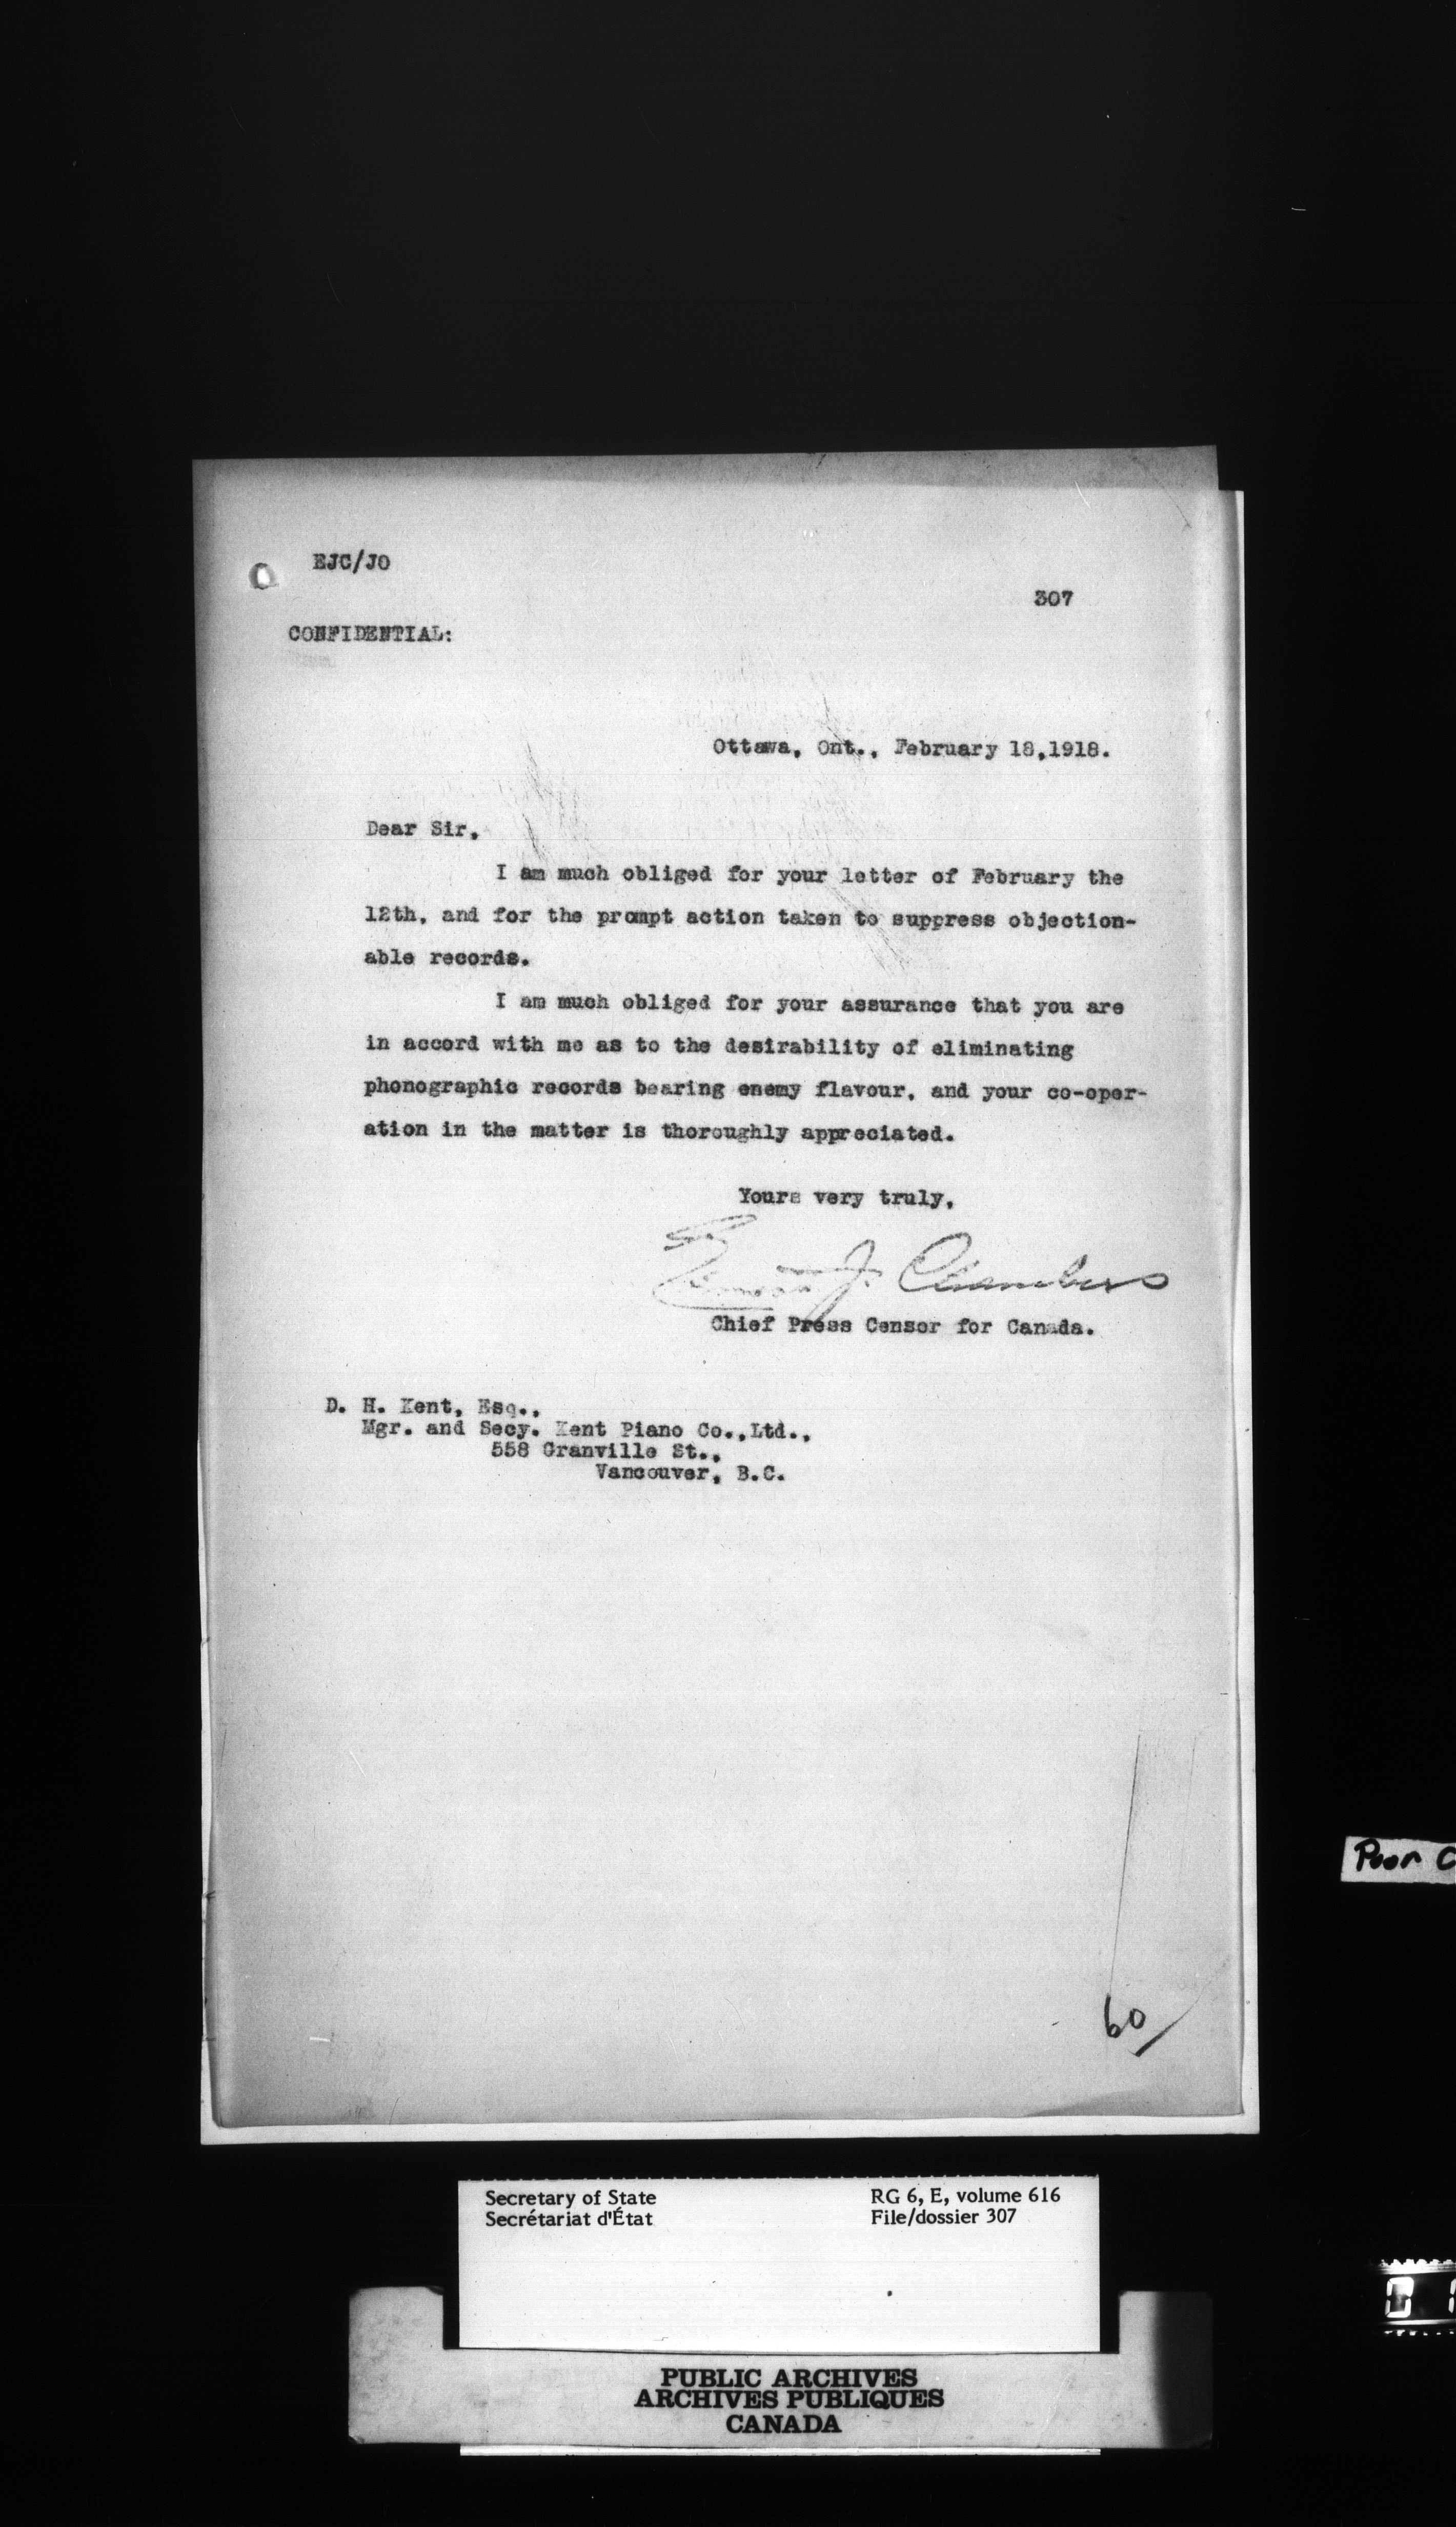 EJC/JO
307
CONFIDENTIAL:
Ottawa, Ont., February 18,1918.
Dear Sir,
I am much obliged for your letter of February the
12th, and for the prompt action taken to suppress objection-
able records.
I am much obliged for your assurance that you are
in accord with me as to the desirability of eliminating
phonographic records bearing enemy flavour, and your co-oper-
ation in the matter is thoroughly appreciated.
Yours very truly,
Ernest J. Chambers
Chief Press Censor for Canada.
D. H. Kent, Esq.,
Mgr. and Secy. Kent Piano Co.,Ltd.,
558 Granville St.,
Vancouver, B.C.
Poor
60
Secretary of State
Secrétariat d'État
RG 6, E, volume 616
File/dossier 307
PUBLIC ARCHIVES
ARCHIVES PUBLIQUES
CANADA